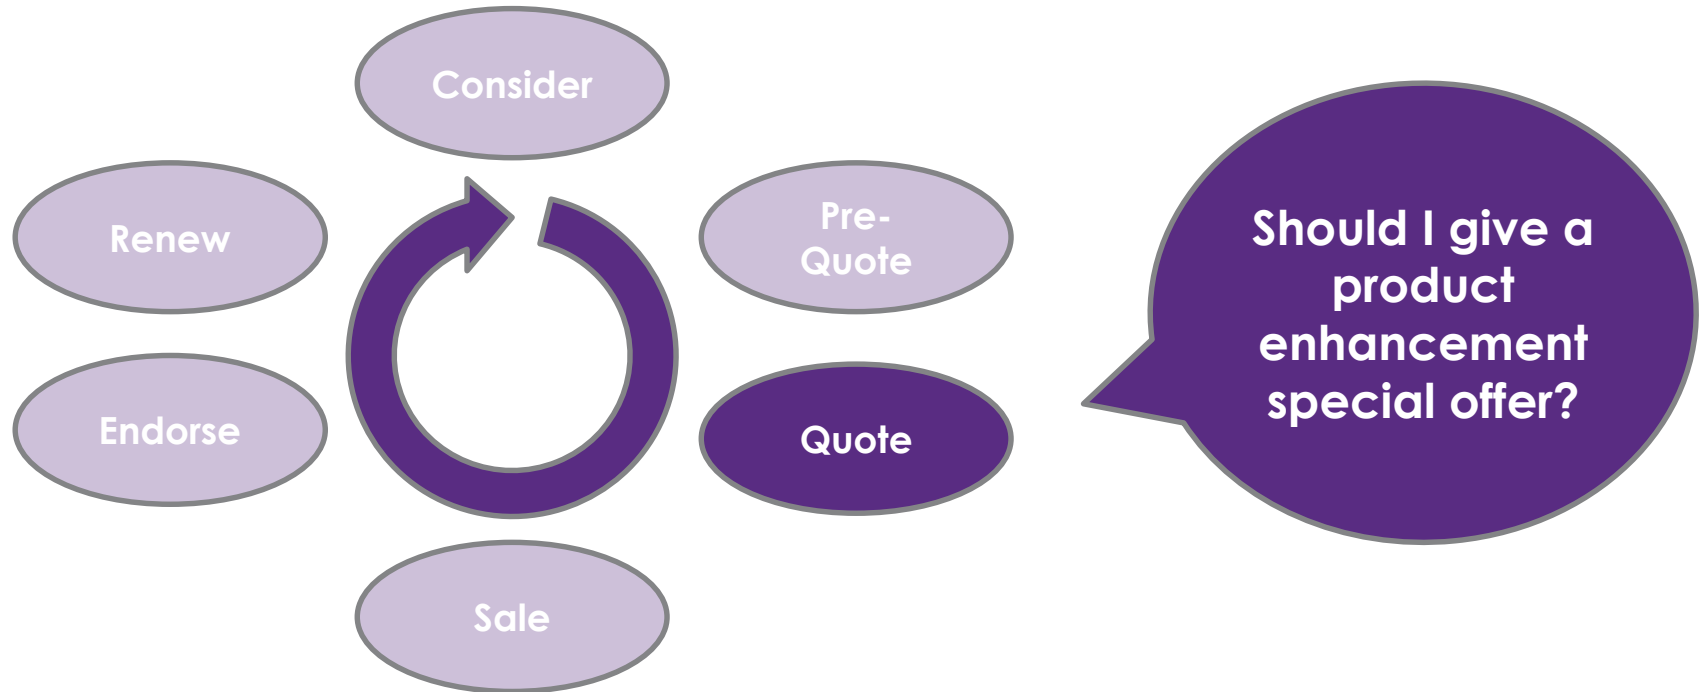 Consider
Pre-
Quote
Quote
Sale
Endorse
Renew
Should I give a
product
enhancement
special offer?